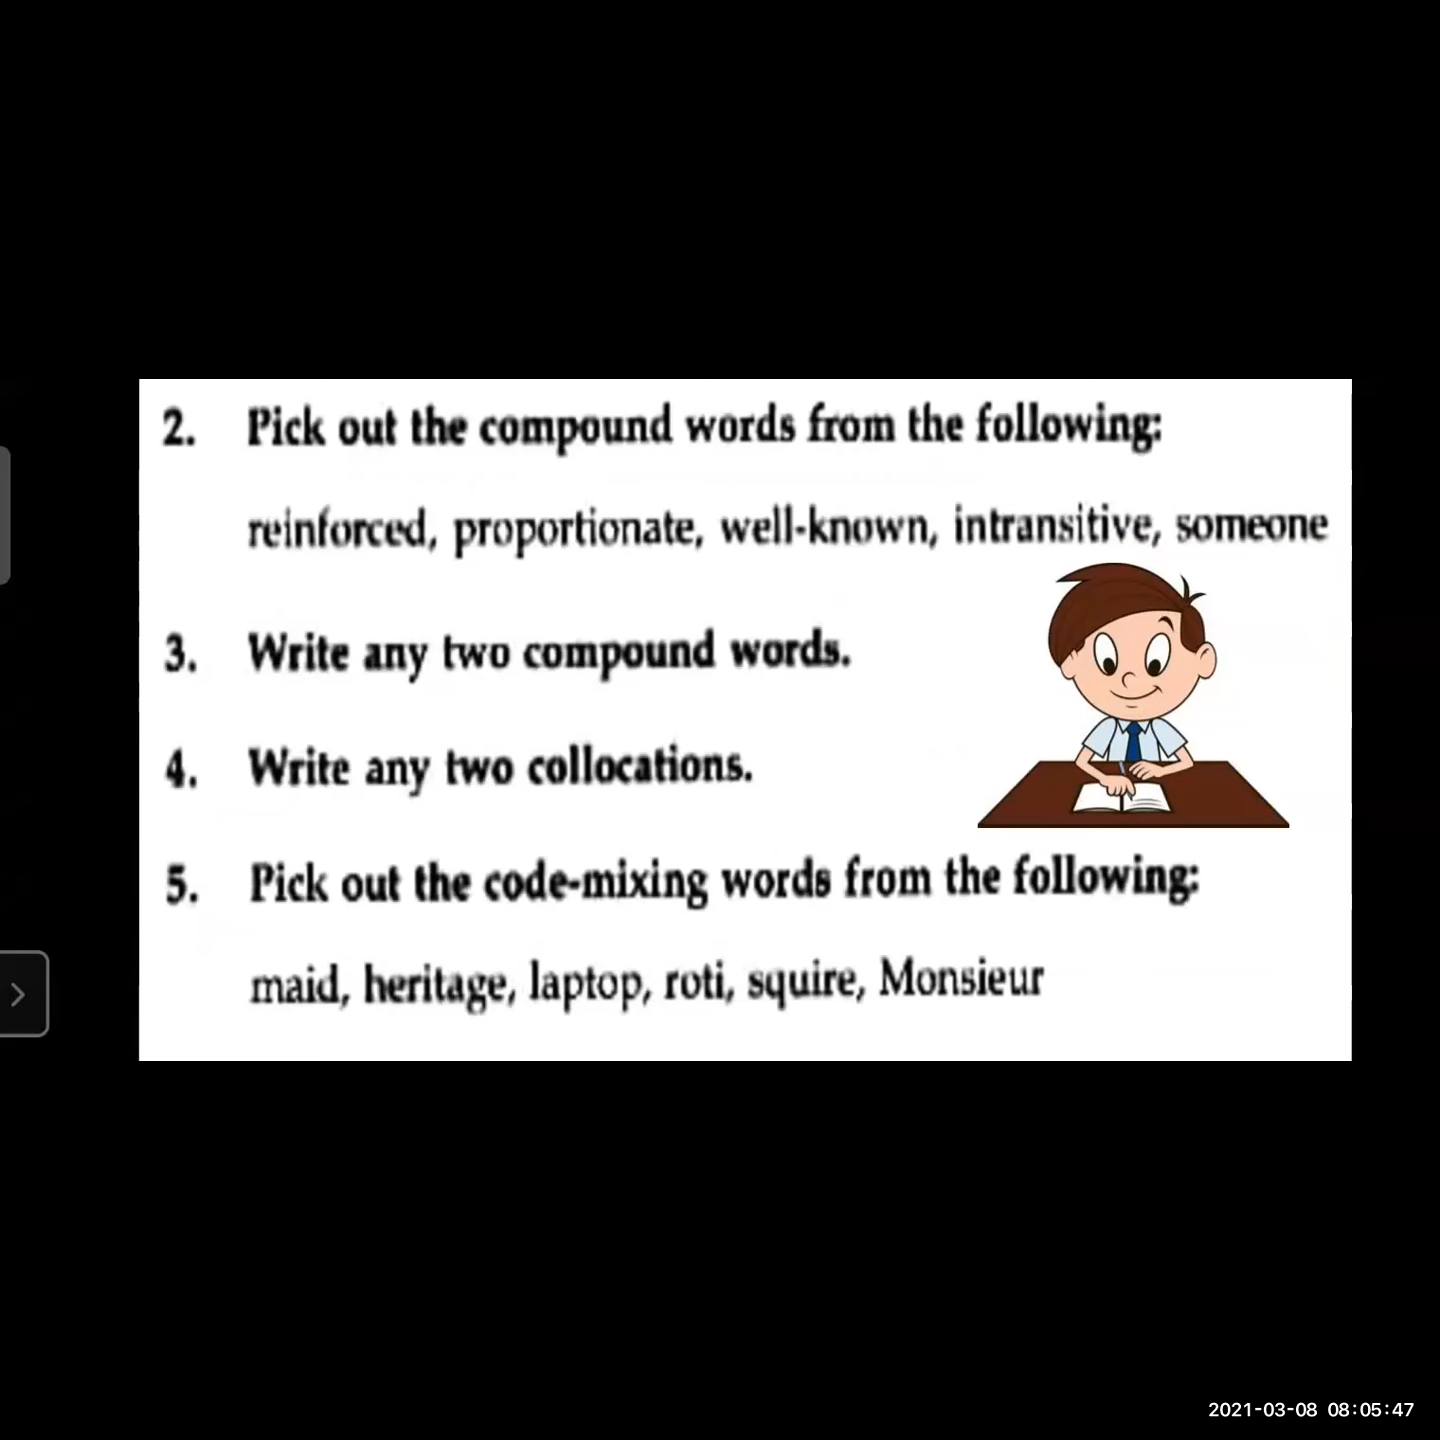 2. Pick out the compound words from the following:
reinforced, proportionate, well-known, intransitive, someone
3. Write any two compound words.
4. Write any two collocations.
5. Pick out the code-mixing words from the following:
maid, heritage, laptop, roti, squire, Monsieur
2021-03-08 08:05:47